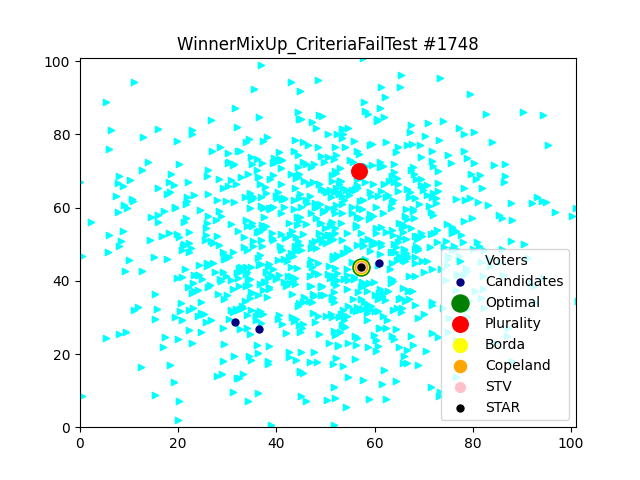 WinnerMixUp_CriteriaFailTest #1748
100
80
60
40
20
0
0 20 40 60 80 100
Voters
Candidates
Optimal
Plurality
Borda
Copeland
STV
STAR